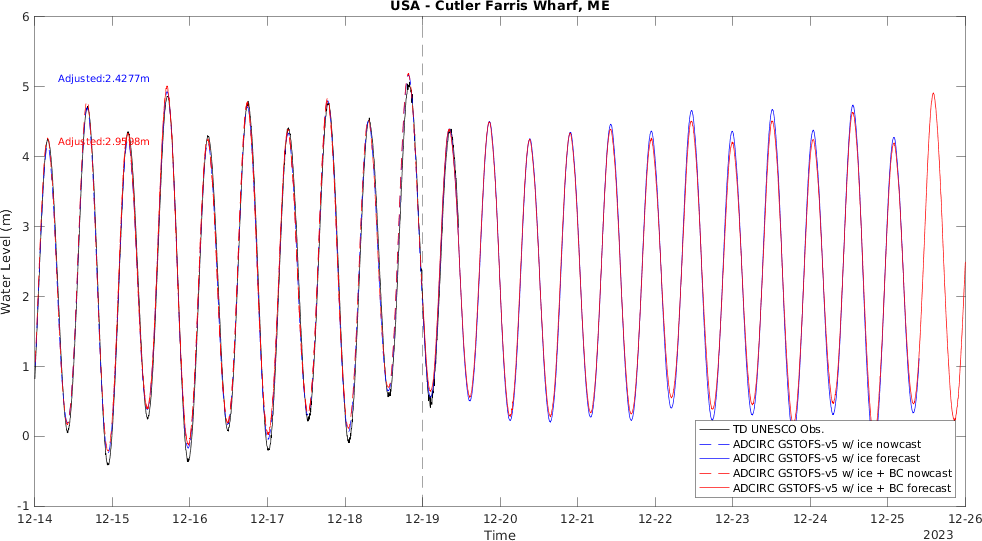 USA - Cutler Farris Wharf, ME
6
5
4
3
2
1
0
-1
Water Level (m)
Adjusted:2.4277m
Adjusted:2.9598m
TD UNESCO Obs.
ADCIRC GSTOFS-v5 w/ ice nowcast
ADCIRC GSTOFS-v5 w/ ice forecast
ADCIRC GSTOFS-v5 w/ ice + BC nowcast
ADCIRC GSTOFS-v5 w/ ice + BC forecast
12-14 12-15 12-16 12-17 12-18 12-19 12-20 12-21 12-22 12-23 12-24 12-25 12-26
Time
2023